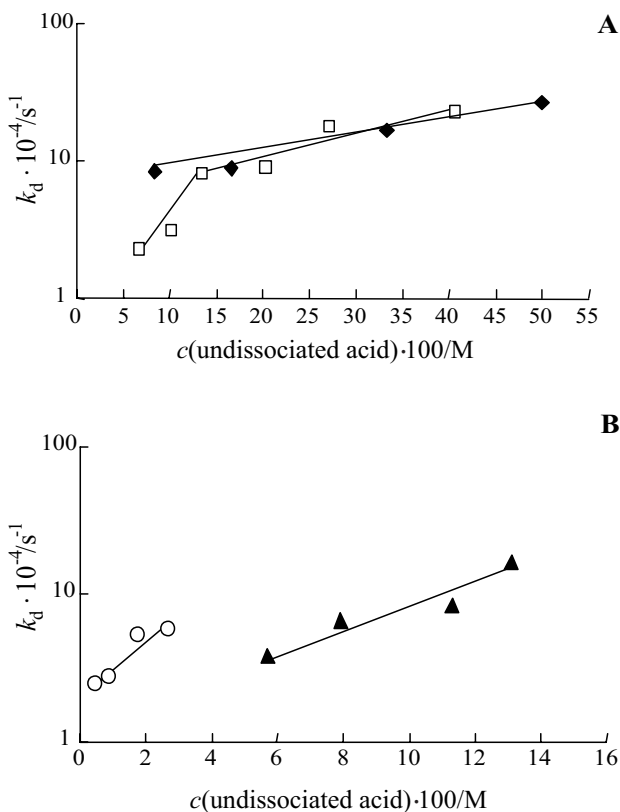 A
100
10
1
k_d · 10^-4/s^-1
0 5 10 15 20 25 30 35 40 45 50 55
c(undissociated acid)·100/M
B
100
10
1
k_d · 10^-4/s^-1
0 2 4 6 8 10 12 14 16
c(undissociated acid)·100/M